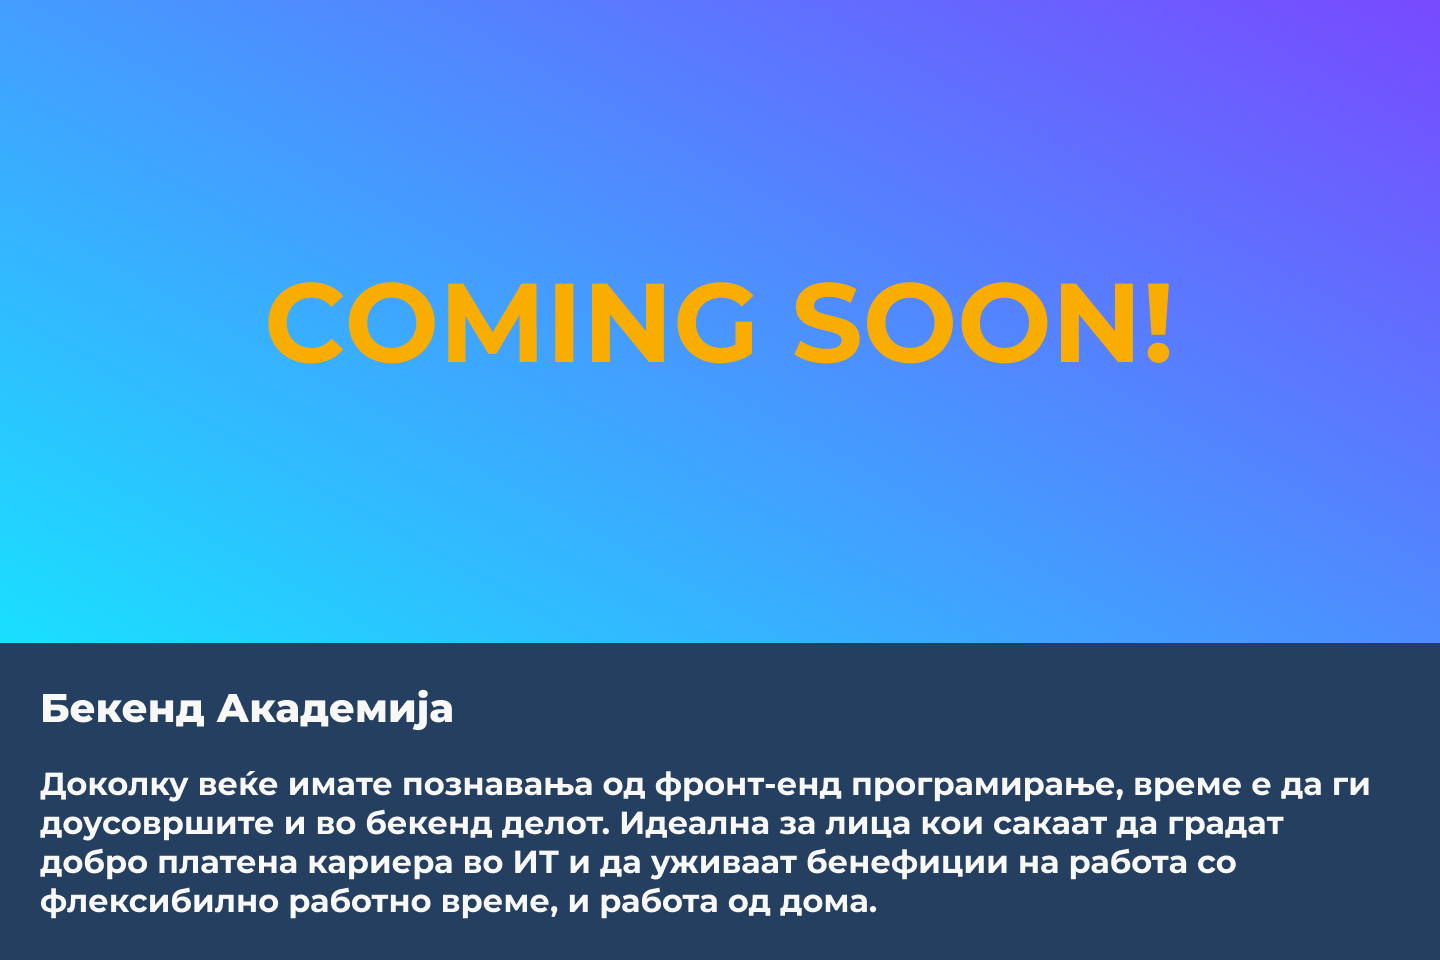 COMING SOON!
Бекенд Академија
Доколку веќе имате познавања од фронт-енд програмирање, време е да ги
доусовршите и во бекенд делот. Идеална за лица кои сакаат да градат
добро платена кариера во ИТ и да уживаат бенефиции на работа со
флексибилно работно време, и работа од дома.